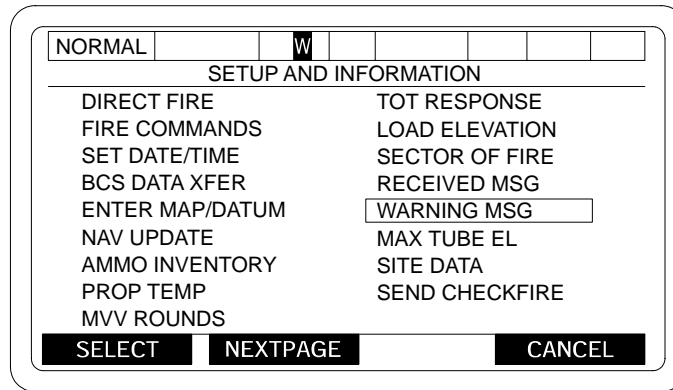 NORMAL W
SETUP AND INFORMATION
DIRECT FIRE
FIRE COMMANDS
SET DATE/TIME
BCS DATA XFER
ENTER MAP/DATUM
NAV UPDATE
AMMO INVENTORY
PROP TEMP
MVV ROUNDS
TOT RESPONSE
LOAD ELEVATION
SECTOR OF FIRE
RECEIVED MSG
WARNING MSG
MAX TUBE EL
SITE DATA
SEND CHECKFIRE
SELECT NEXTPAGE CANCEL